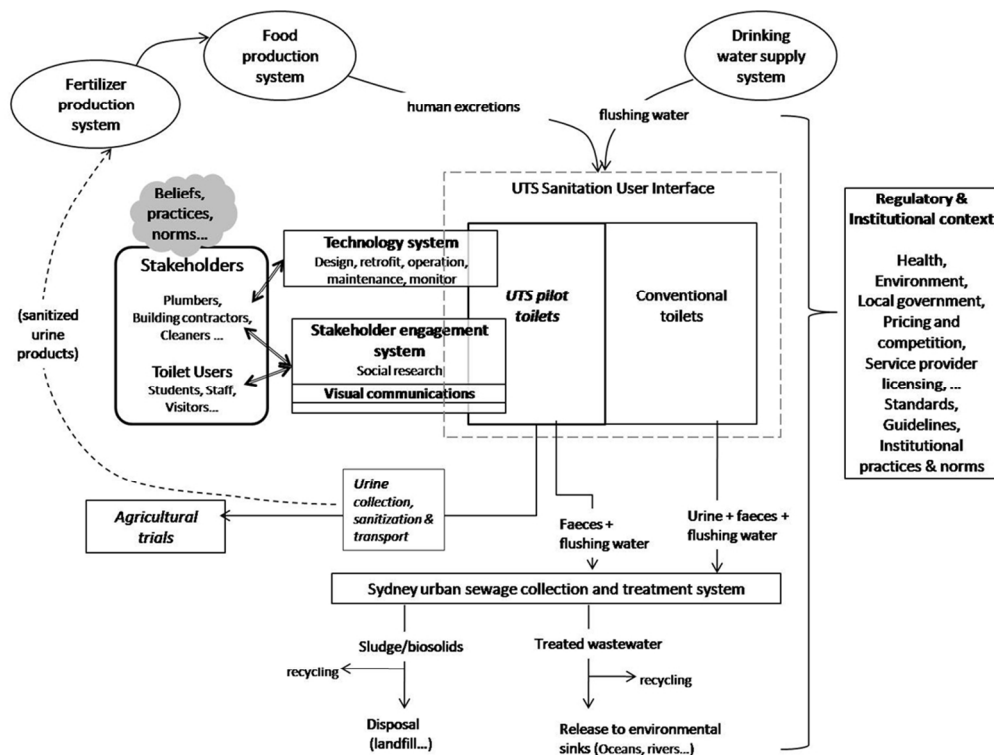 Food
production
system
Drinking
water supply
system
Fertilizer
production
system
human excretions
flushing water
Beliefs,
practices,
norms...
UTS Sanitation User Interface
Regulatory &
Institutional context
Health,
Environment,
Local government,
Pricing and
competition,
Service provider
licensing, ...
Standards,
Guidelines,
Institutional
practices & norms
Stakeholders
Plumbers,
Building contractors,
Cleaners ...
Toilet Users
Students, Staff,
Visitors...
Technology system
Design, retrofit, operation,
maintenance, monitor
Stakeholder engagement
system
Social research
Visual communications
UTS pilot
toilets
Conventional
toilets
(sanitized
urine
products)
Urine
collection,
sanitization &
transport
Agricultural
trials
Faeces +
flushing water
Urine + faeces +
flushing water
Sydney urban sewage collection and treatment system
Sludge/biosolids
Treated wastewater
recycling
recycling
Disposal
(landfill...)
Release to environmental
sinks (Oceans, rivers...)